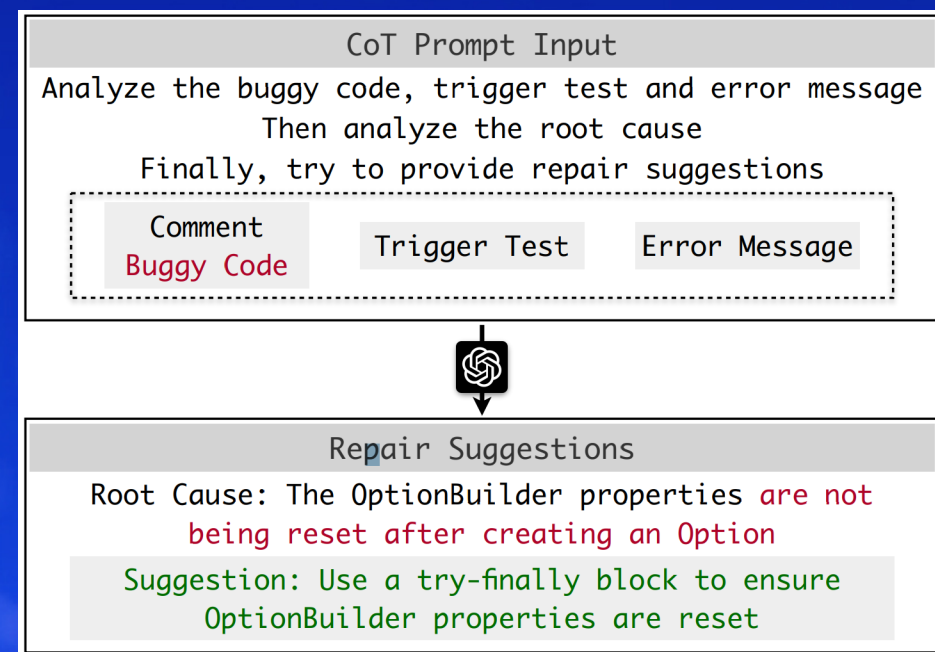 CoT Prompt Input
Analyze the buggy code, trigger test and error message
Then analyze the root cause
Finally, try to provide repair suggestions
Comment
Buggy Code
Trigger Test
Error Message
Repair Suggestions
Root Cause: The OptionBuilder properties are not
being reset after creating an Option
Suggestion: Use a try-finally block to ensure
OptionBuilder properties are reset